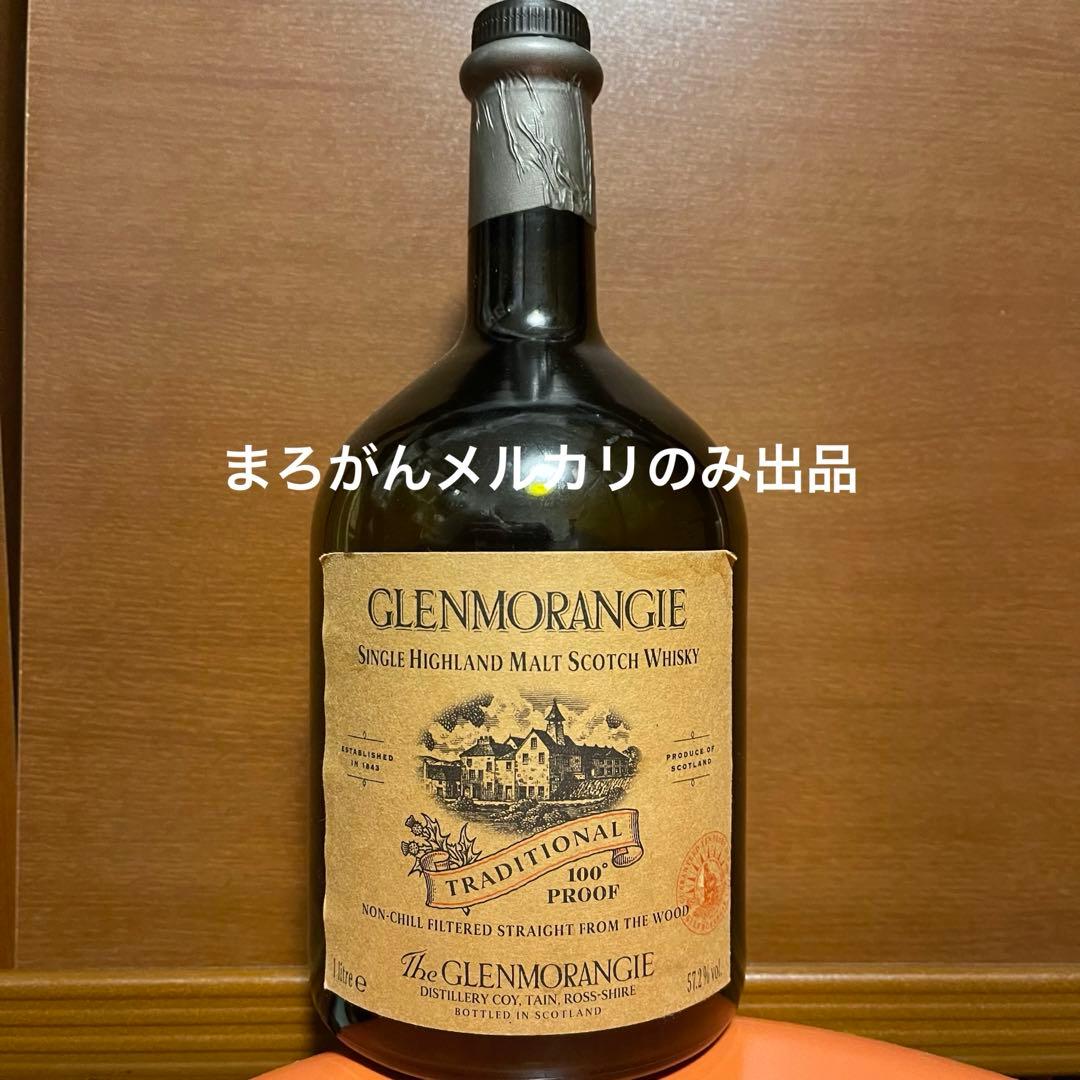 まろがんメルカリのみ出品
GLENMORANGIE
SINGLE HIGHLAND MALT SCOTCH WHISKY
ESTABLISHED
IN 1843
PRODUCE OF
SCOTLAND
TRADITIONAL
100° PROOF
NON-CHILL FILTERED STRAIGHT FROM THE WOOD
The GLENMORANGIE
DISTILLERY COY, TAIN, ROSS-SHIRE
BOTTLED IN SCOTLAND
1 litre e
57.2% vol.